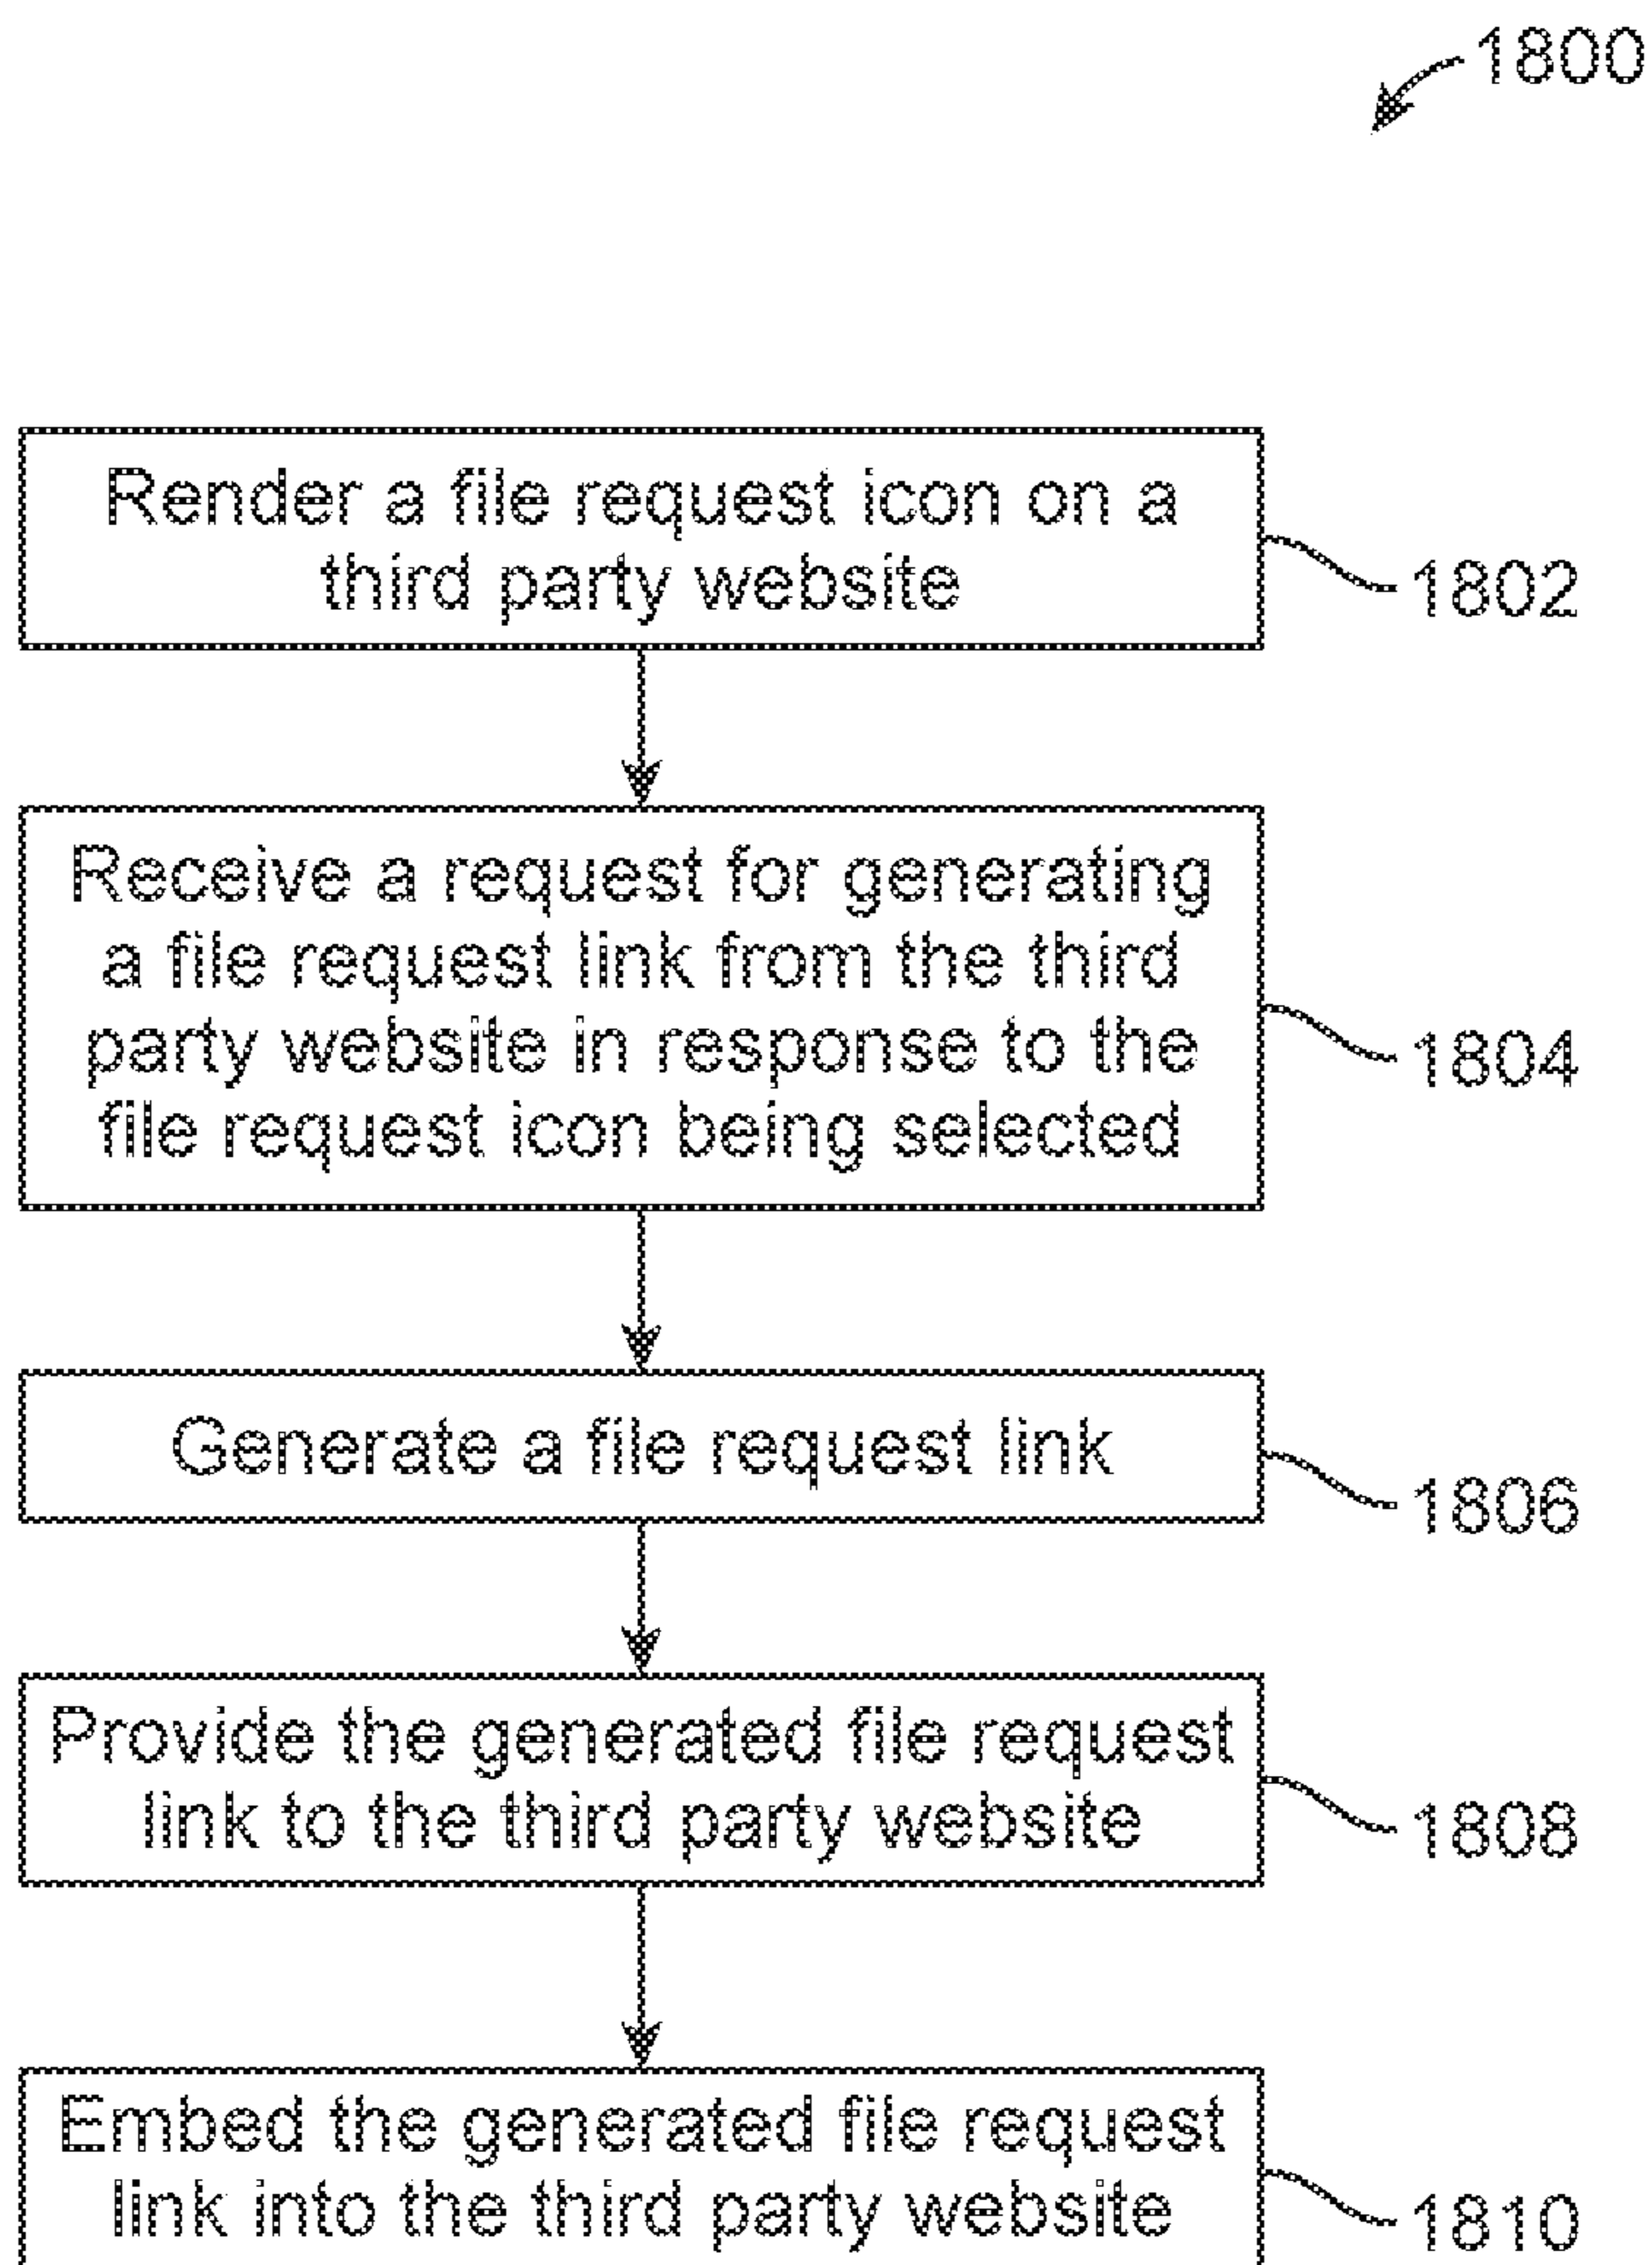 1800
Render a file request icon on a
third party website
1802
Receive a request for generating
a file request link from the third
party website in response to the
file request icon being selected
1804
Generate a file request link
1806
Provide the generated file request
link to the third party website
1808
Embed the generated file request
link into the third party website
1810